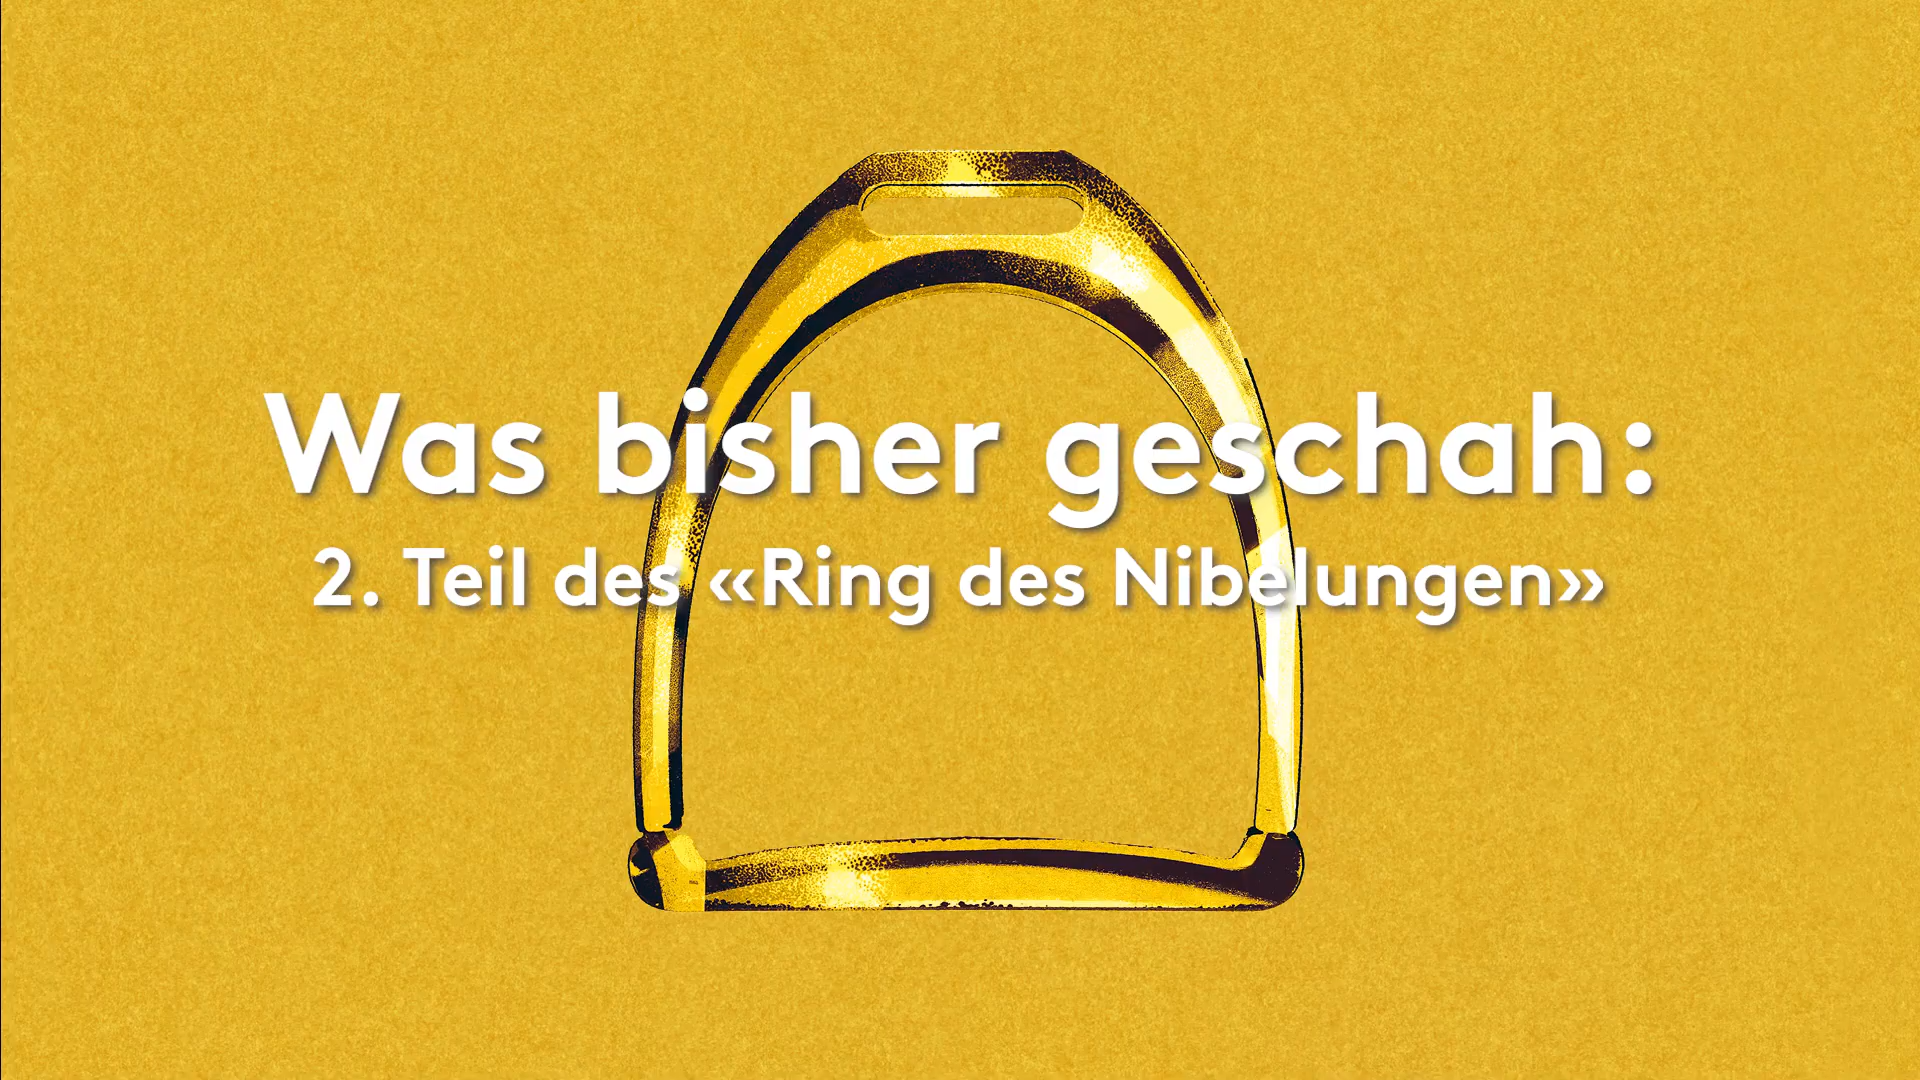 Was bisher geschah:
2. Teil des «Ring des Nibelungen»